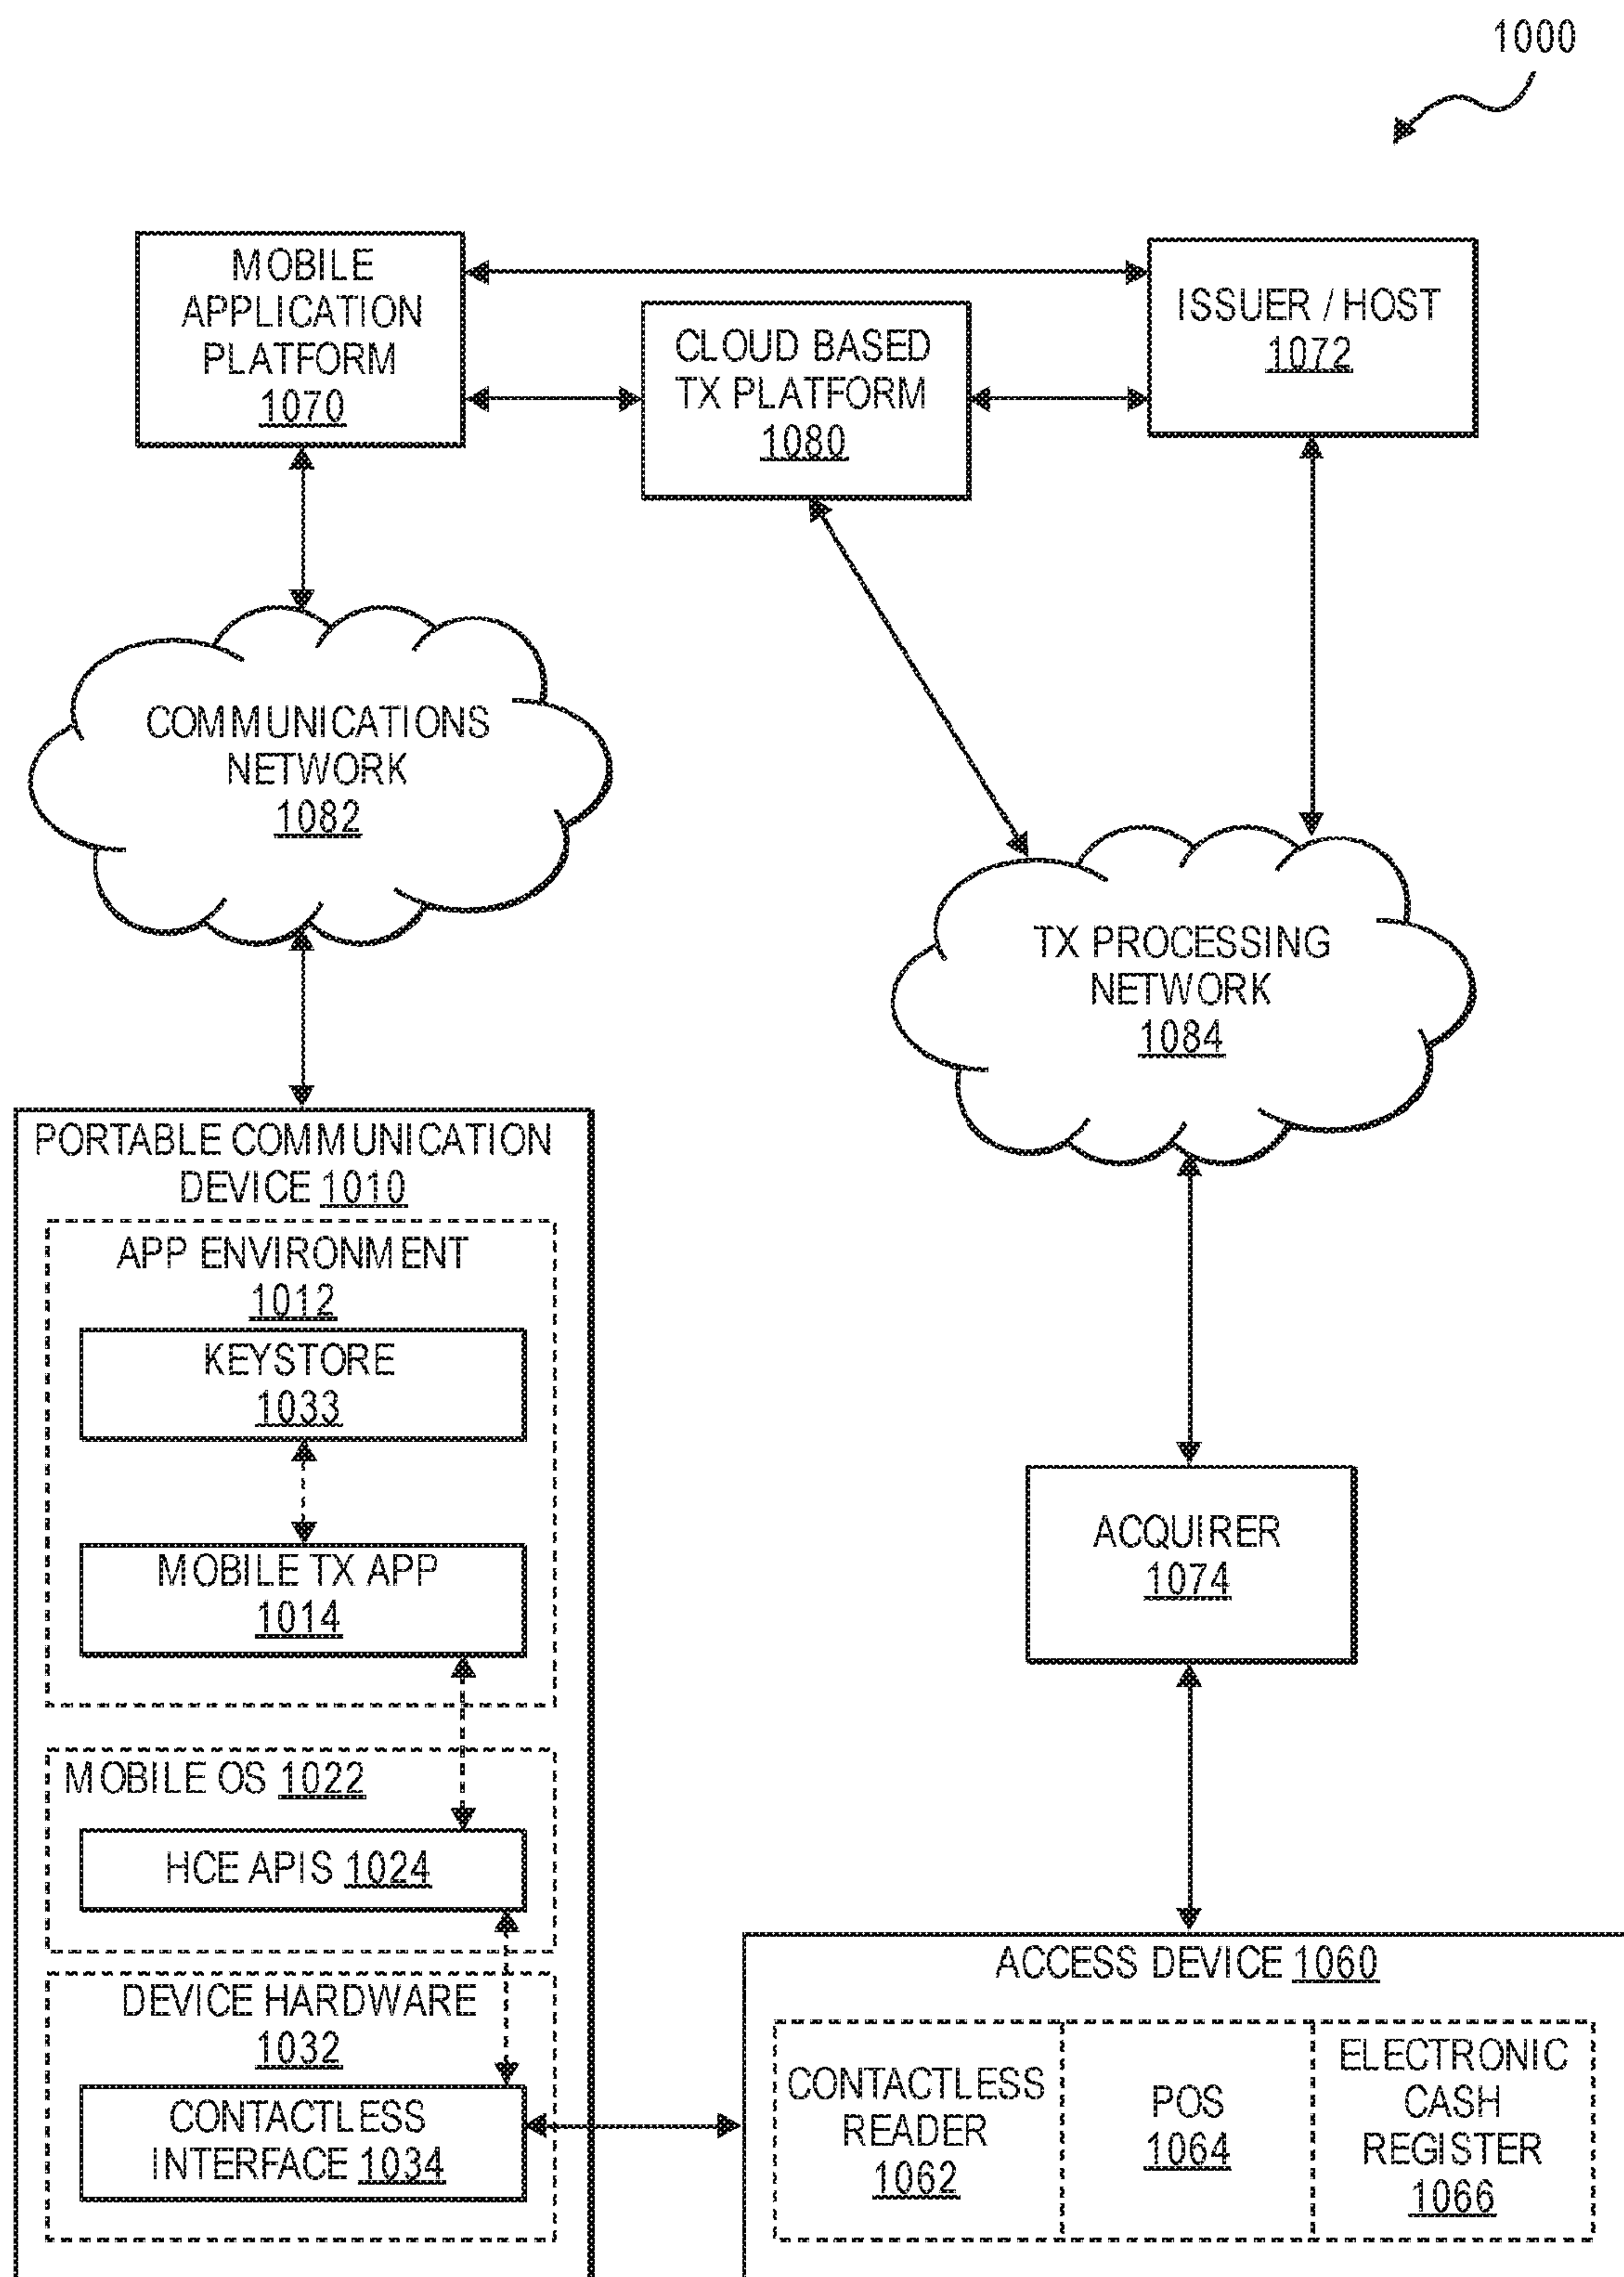 1000
MOBILE
APPLICATION
PLATFORM
1070
CLOUD BASED
TX PLATFORM
1080
ISSUER / HOST
1072
COMMUNICATIONS
NETWORK
1082
TX PROCESSING
NETWORK
1084
PORTABLE COMMUNICATION
DEVICE 1010
APP ENVIRONMENT
1012
KEYSTORE
1033
MOBILE TX APP
1014
MOBILE OS 1022
HCE APIS 1024
DEVICE HARDWARE
1032
CONTACTLESS
INTERFACE 1034
ACQUIRER
1074
ACCESS DEVICE 1060
CONTACTLESS
READER
1062
POS
1064
ELECTRONIC
CASH
REGISTER
1066